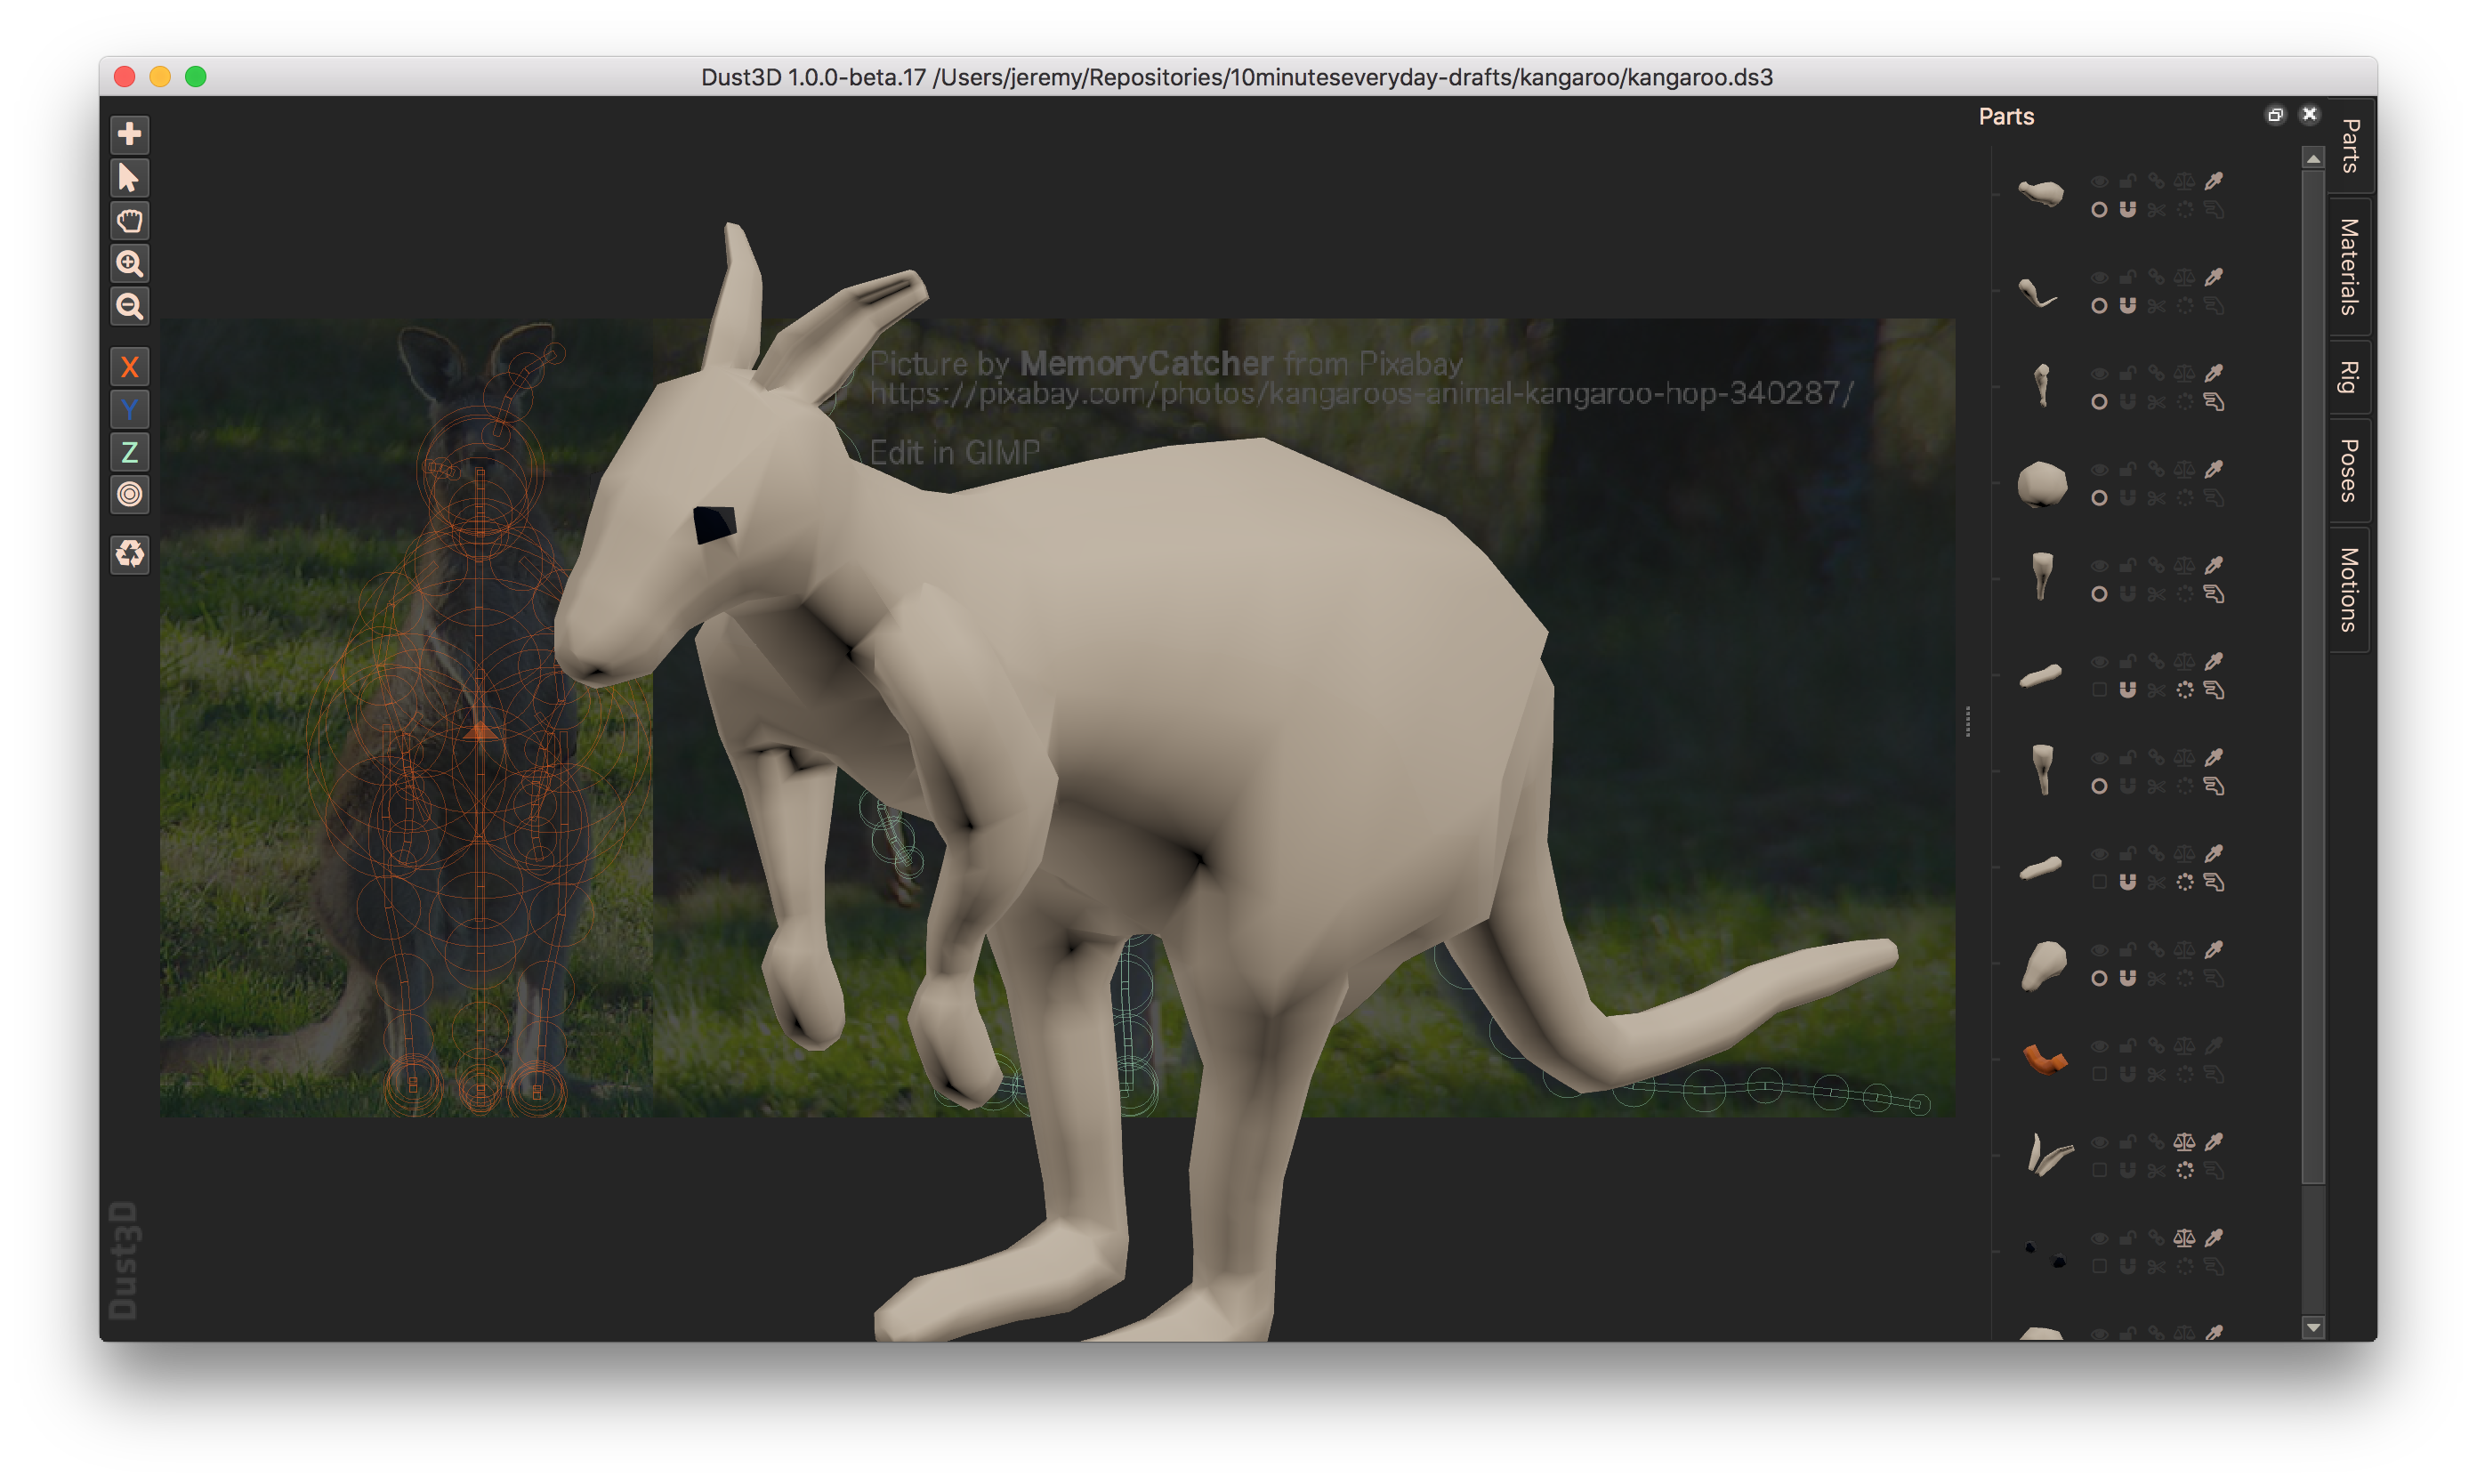 Dust3D 1.0.0-beta.17 /Users/jeremy/Repositories/10minuteseveryday-drafts/kangaroo/kangaroo.ds3
Parts
Parts
Materials
Rig
Poses
Motions
X
Y
Z
Picture by MemoryCatcher from Pixabay
https://pixabay.com/photos/kangaroos-animal-kangaroo-hop-340287/
Edit in GIMP
Dust3D